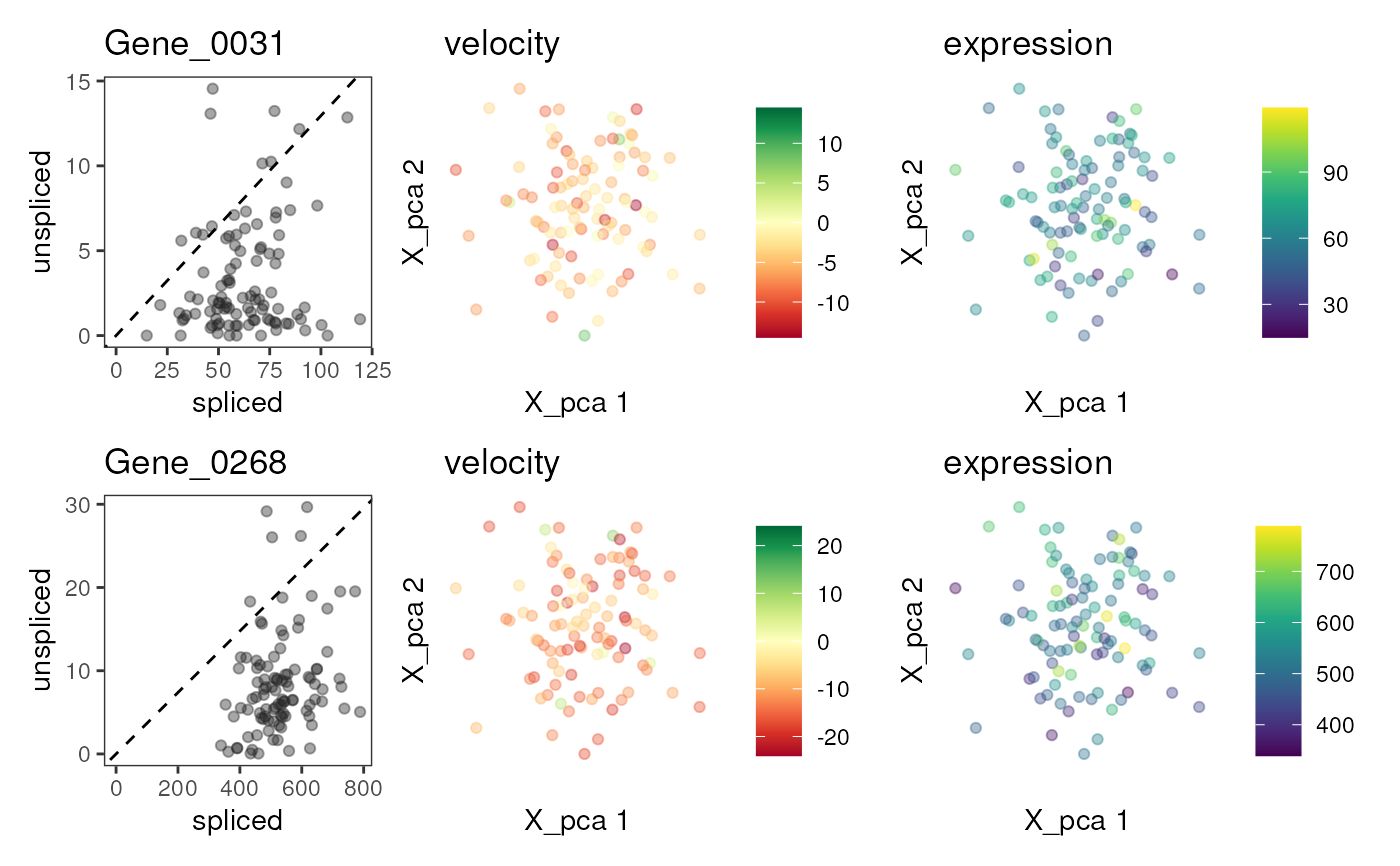 Gene_0031
velocity
expression
unspliced
15
10
5
0
0 25 50 75 100 125
spliced
X_pca 2
X_pca 1
10
5
0
-5
-10
X_pca 2
X_pca 1
90
60
30
Gene_0268
velocity
expression
unspliced
30
20
10
0
0 200 400 600 800
spliced
X_pca 2
X_pca 1
20
10
0
-10
-20
X_pca 2
X_pca 1
700
600
500
400